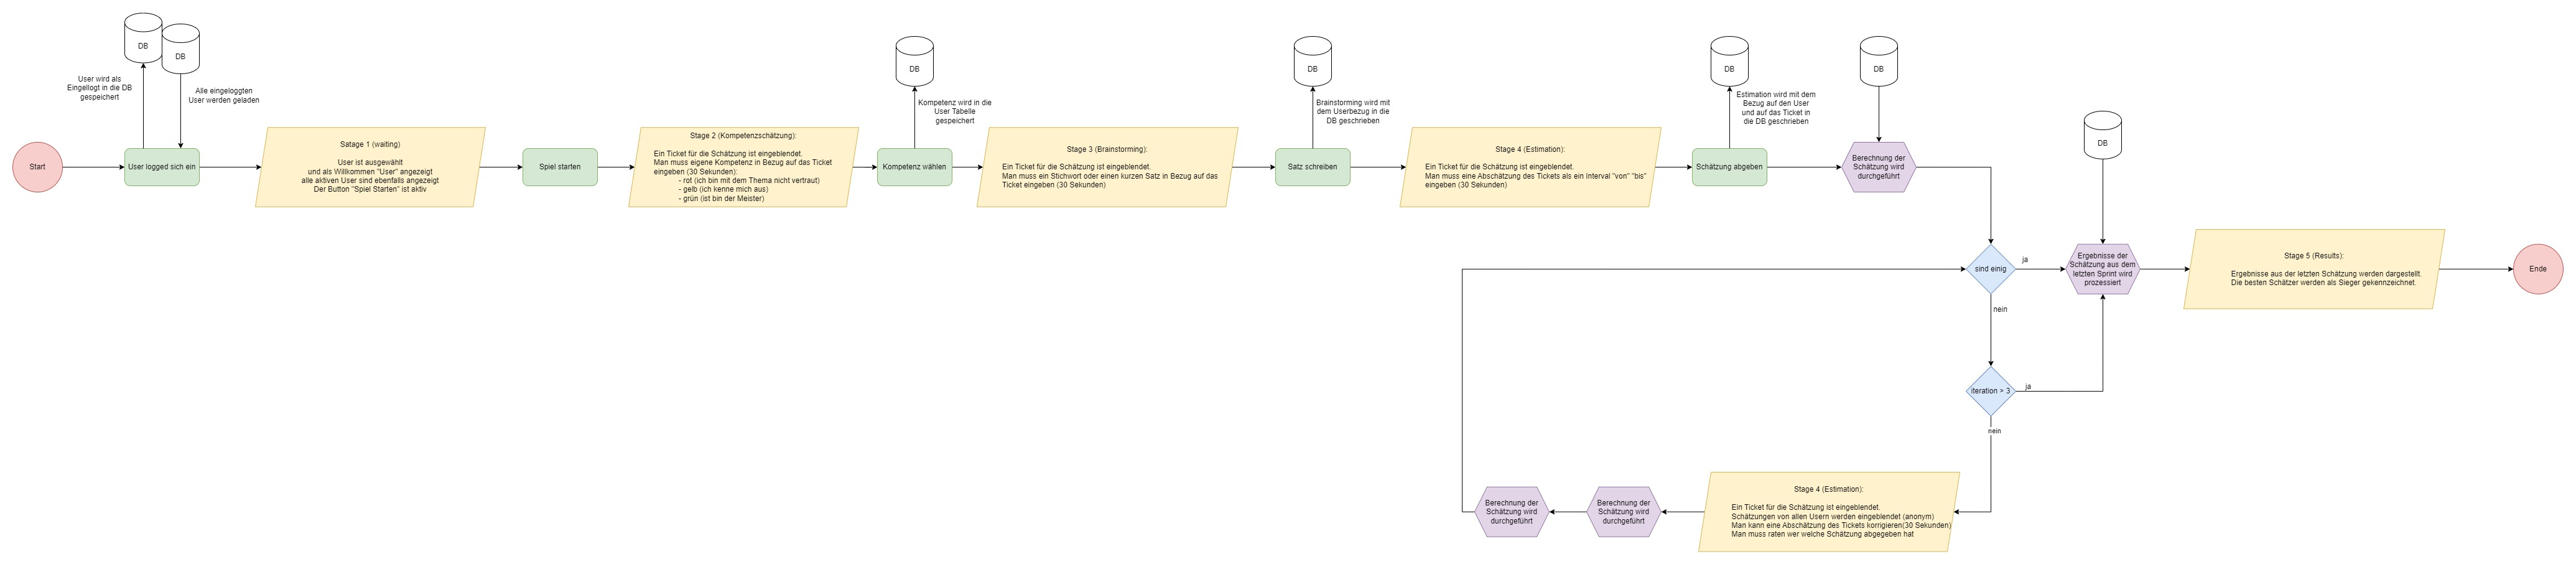 Start
User wird als
Eingellogt in die DB
gespeichert
DB
DB
Alle eingeloggten
User werden geladen
User logged sich ein
Satage 1 (waiting)
User ist ausgewählt
und als Willkommen "User" angezeigt
alle aktiven User sind ebenfalls angezeigt
Der Button "Spiel Starten" ist aktiv
Spiel starten
Stage 2 (Kompetenzschätzung):
Ein Ticket für die Schätzung ist eingeblendet.
Man muss eigene Kompetenz in Bezug auf das Ticket
eingeben (30 Sekunden):
- rot (ich bin mit dem Thema nicht vertraut)
- gelb (ich kenne mich aus)
- grün (ist bin der Meister)
DB
Kompetenz wird in die
User Tabelle
gespeichert
Kompetenz wählen
Stage 3 (Brainstorming):
Ein Ticket für die Schätzung ist eingeblendet.
Man muss ein Stichwort oder einen kurzen Satz in Bezug auf das
Ticket eingeben (30 Sekunden)
DB
Brainstorming wird mit
dem Userbezug in die
DB geschrieben
Satz schreiben
Stage 4 (Estimation):
Ein Ticket für die Schätzung ist eingeblendet.
Man muss eine Abschätzung des Tickets als ein Interval "von" "bis"
eingeben (30 Sekunden)
DB
Estimation wird mit dem
Bezug auf den User
und auf das Ticket in
die DB geschrieben
Schätzung abgeben
DB
Berechnung der
Schätzung wird
durchgeführt
sind einig
ja
nein
DB
Ergebnisse der
Schätzung aus dem
letzten Sprint wird
prozessiert
Stage 5 (Results):
Ergebnisse aus der letzten Schätzung werden dargestellt.
Die besten Schätzer werden als Sieger gekennzeichnet.
Ende
iteration > 3
ja
nein
Stage 4 (Estimation):
Ein Ticket für die Schätzung ist eingeblendet.
Schätzungen von allen Usern werden eingeblendet (anonym)
Man kann eine Abschätzung des Tickets korrigieren(30 Sekunden)
Man muss raten wer welche Schätzung abgegeben hat
Berechnung der
Schätzung wird
durchgeführt
Berechnung der
Schätzung wird
durchgeführt